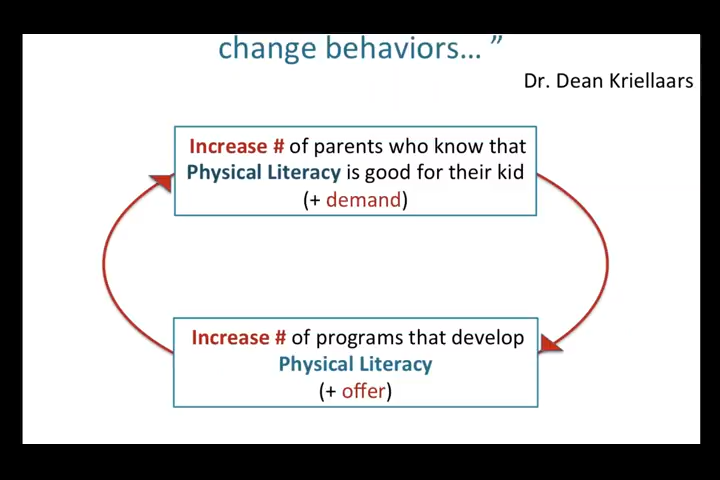 change behaviors... ”
Dr. Dean Kriellaars
Increase # of parents who know that
Physical Literacy is good for their kid
(+ demand)
Increase # of programs that develop
Physical Literacy
(+ offer)